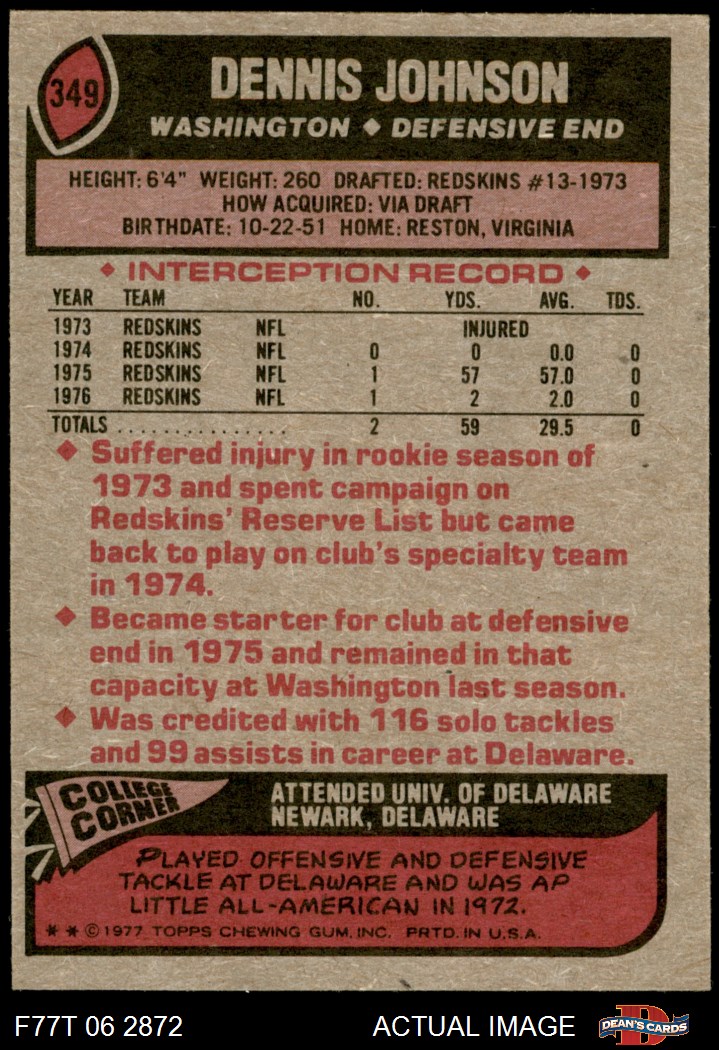 349
DENNIS JOHNSON
WASHINGTON ◆ DEFENSIVE END
HEIGHT: 6'4" WEIGHT: 260 DRAFTED: REDSKINS #13-1973
HOW ACQUIRED: VIA DRAFT
BIRTHDATE: 10-22-51 HOME: RESTON, VIRGINIA
◆ INTERCEPTION RECORD ◆
YEAR TEAM NO. YDS. AVG. TDS.
1973 REDSKINS NFL INJURED
1974 REDSKINS NFL 0 0 0.0 0
1975 REDSKINS NFL 1 57 57.0 0
1976 REDSKINS NFL 1 2 2.0 0
TOTALS ................ 2 59 29.5 0
◆ Suffered injury in rookie season of
1973 and spent campaign on
Redskins' Reserve List but came
back to play on club's specialty team
in 1974.
◆ Became starter for club at defensive
end in 1975 and remained in that
capacity at Washington last season.
◆ Was credited with 116 solo tackles
and 99 assists in career at Delaware.
COLLEGE
CORNER
ATTENDED UNIV. OF DELAWARE
NEWARK, DELAWARE
PLAYED OFFENSIVE AND DEFENSIVE
TACKLE AT DELAWARE AND WAS AP
LITTLE ALL-AMERICAN IN 1972.
* * © 1977 TOPPS CHEWING GUM, INC. PRTD. IN U.S.A.
F77T 06 2872 ACTUAL IMAGE
D
DEAN'S CARDS